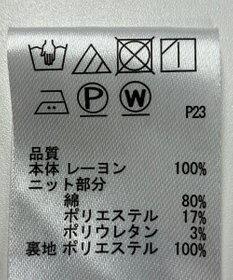 P
W
P23
品質
本体 レーヨン 100%
ニット部分
綿 80%
ポリエステル 17%
ポリウレタン 3%
裏地 ポリエステル 100%